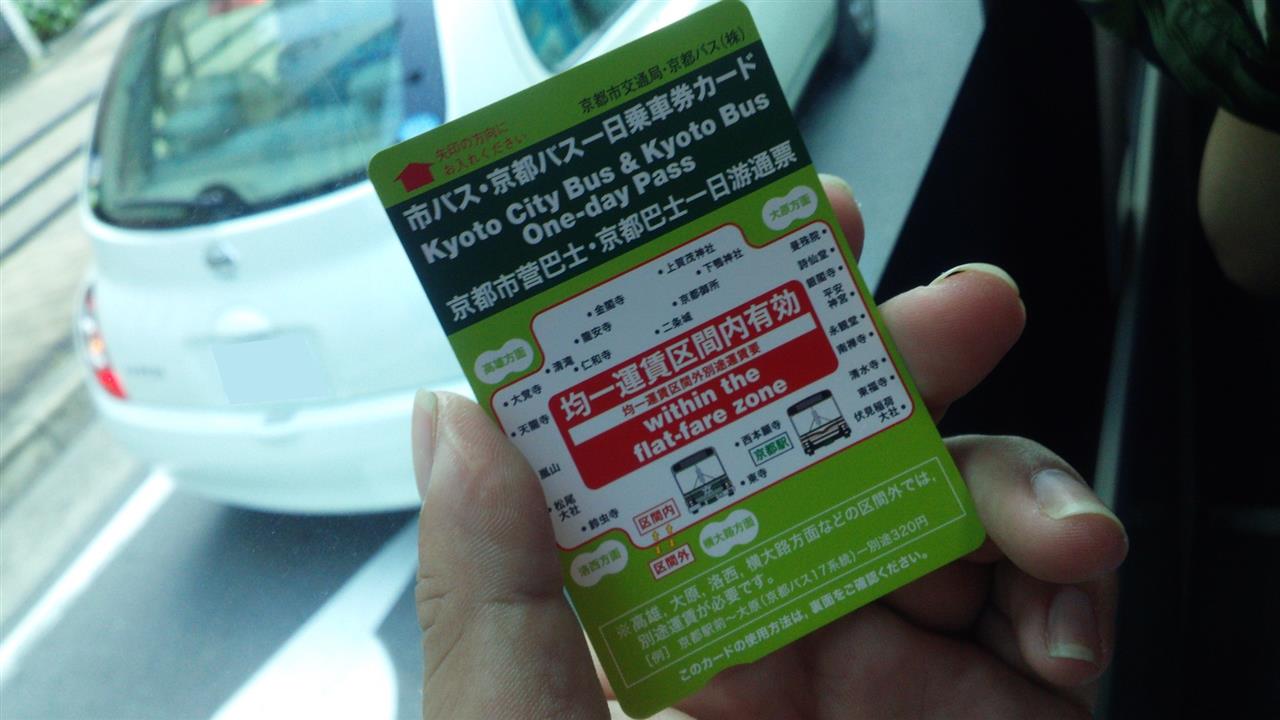 京都市交通局・京都バス(株)
矢印の方向に
お入れください
市バス・京都バス一日乗車券カード
Kyoto City Bus & Kyoto Bus
One-day Pass
京都市营巴士・京都巴士一日游通票
大原方面
高雄方面
上賀茂神社
下鴨神社
金閣寺
京都御所
龍安寺
二条城
清滝
仁和寺
大覚寺
天龍寺
嵐山
松尾
大社
鈴虫寺
曼殊院
詩仙堂
銀閣寺
平安
神宮
永観堂
南禅寺
清水寺
東福寺
伏見稲荷
大社
均一運賃区間内有効
均一運賃区間外別途運賃要
within the
flat-fare zone
西本願寺
京都駅
東寺
区間内
区間外
洛西方面
横大路方面
※高雄、大原、洛西、横大路方面などの区間外では、
別途運賃が必要です。
[例] 京都駅前〜大原(京都バス17系統)ー別途320円
このカードの使用方法は、裏面をご確認ください。